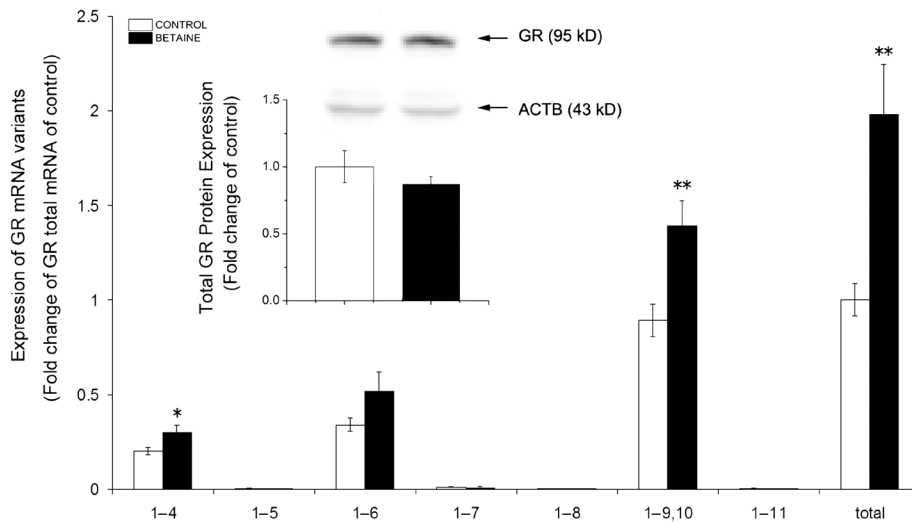 2.5
2
1.5
1
0.5
0
Expression of GR mRNA variants
(Fold change of GR total mRNA of control)
CONTROL
BETAINE
GR (95 kD)
ACTB (43 kD)
Total GR Protein Expression
(Fold change of control)
1.5
1.0
0.5
0.0
*
**
**
1–4 1–5 1–6 1–7 1–8 1–9,10 1–11 total